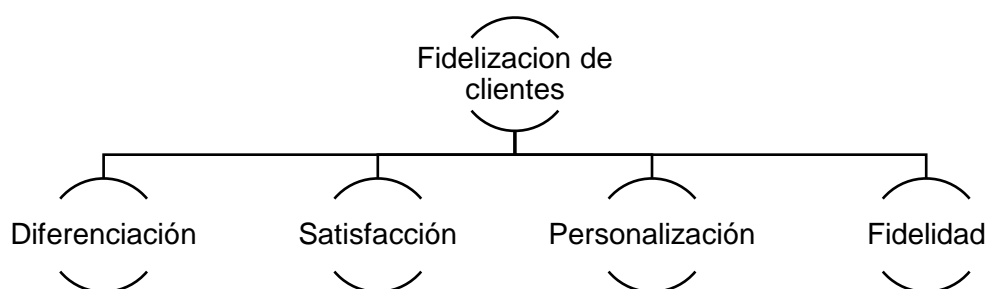 Fidelizacion de
clientes
Diferenciación
Satisfacción
Personalización
Fidelidad